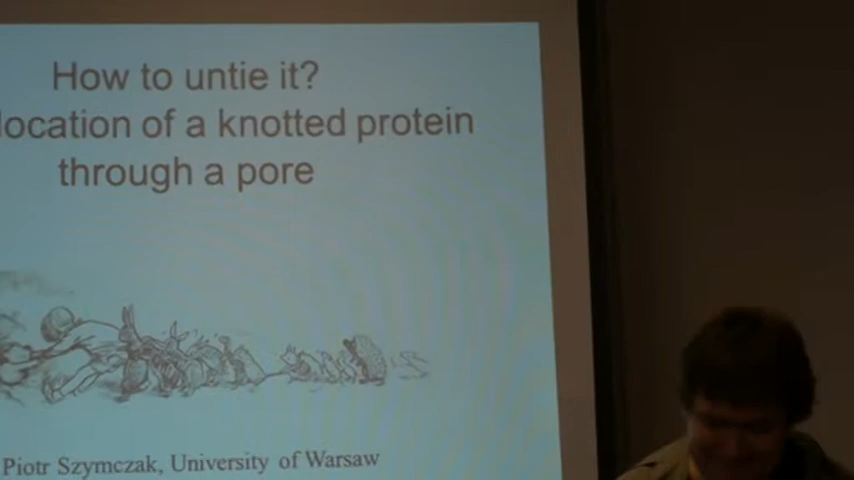 How to untie it?
location of a knotted protein
through a pore
Piotr Szymczak, University of Warsaw